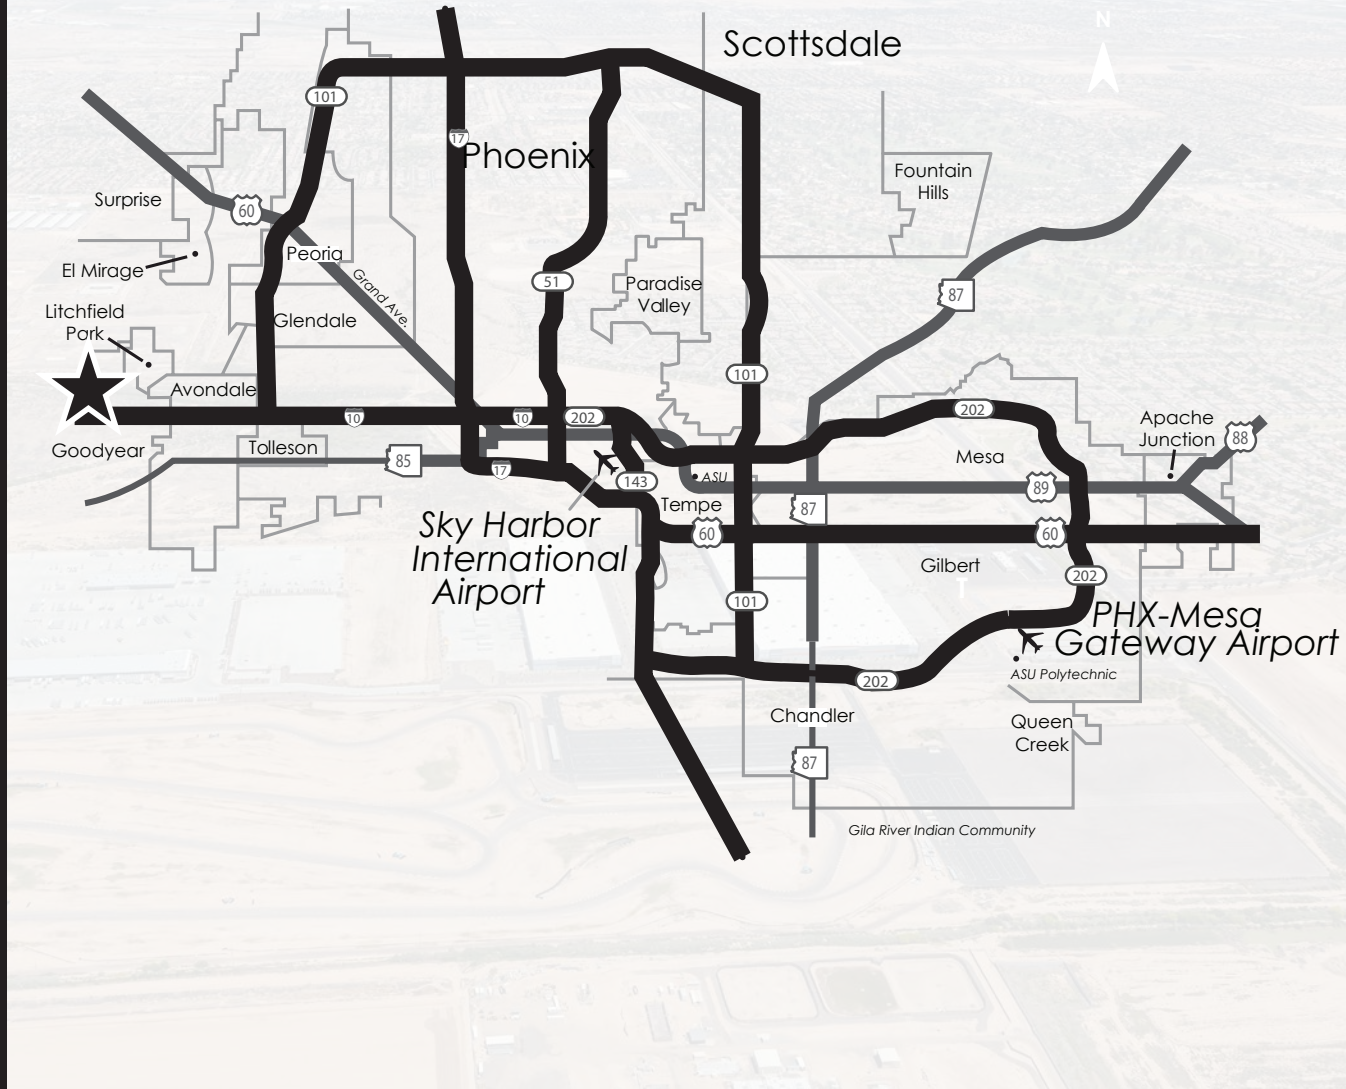 N
Scottsdale
101
17
Phoenix
Fountain
Hills
Surprise
60
Peoria
El Mirage
51
Paradise
Valley
87
Grand Ave.
Litchfield
Park
Glendale
101
Avondale
10
10
202
202
Apache
Junction
88
Goodyear
Tolleson
85
17
143
ASU
Mesa
89
Tempe
87
60
60
Sky Harbor
International
Airport
Gilbert
202
101
PHX-Mesa
Gateway Airport
ASU Polytechnic
202
Chandler
Queen
Creek
87
Gila River Indian Community